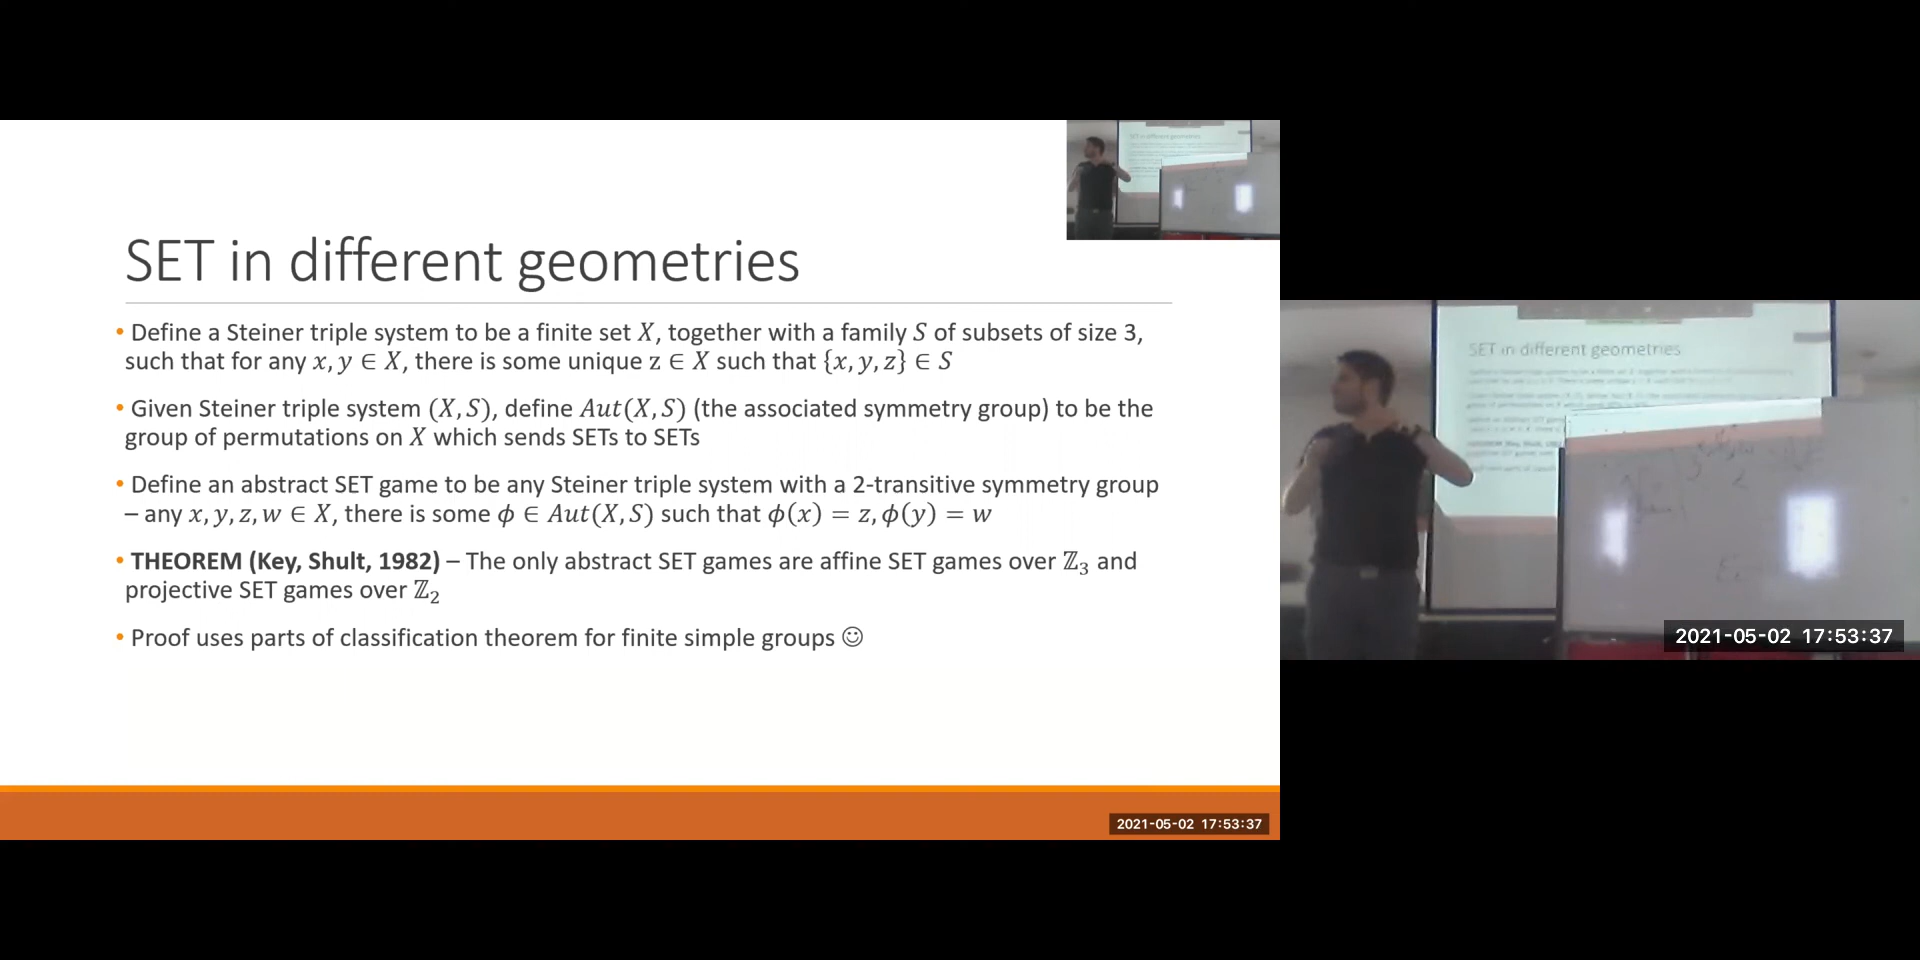 SET in different geometries
• Define a Steiner triple system to be a finite set X, together with a family S of subsets of size 3,
such that for any x, y ∈ X, there is some unique z ∈ X such that {x, y, z} ∈ S
• Given Steiner triple system (X, S), define Aut(X, S) (the associated symmetry group) to be the
group of permutations on X which sends SETs to SETs
• Define an abstract SET game to be any Steiner triple system with a 2-transitive symmetry group
– any x, y, z, w ∈ X, there is some ϕ ∈ Aut(X, S) such that ϕ(x) = z, ϕ(y) = w
• THEOREM (Key, Shult, 1982) – The only abstract SET games are affine SET games over ℤ₃ and
projective SET games over ℤ₂
• Proof uses parts of classification theorem for finite simple groups ☺
2021-05-02 17:53:37
SET in different geometries
2021-05-02 17:53:37